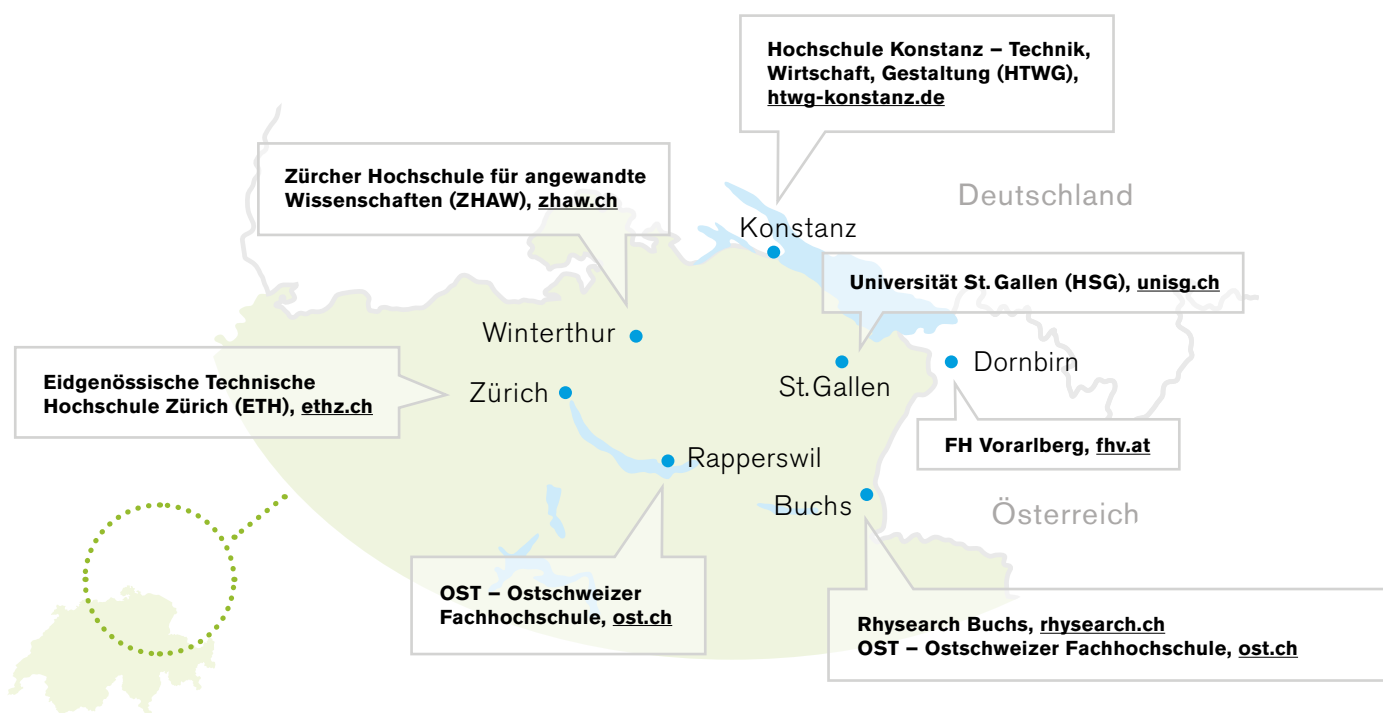 Hochschule Konstanz – Technik,
Wirtschaft, Gestaltung (HTWG),
htwg-konstanz.de
Zürcher Hochschule für angewandte
Wissenschaften (ZHAW), zhaw.ch
Deutschland
Konstanz
Universität St. Gallen (HSG), unisg.ch
Winterthur
Eidgenössische Technische
Hochschule Zürich (ETH), ethz.ch
Zürich
St. Gallen
Dornbirn
FH Vorarlberg, fhv.at
Rapperswil
Buchs
Österreich
OST – Ostschweizer
Fachhochschule, ost.ch
Rhysearch Buchs, rhysearch.ch
OST – Ostschweizer Fachhochschule, ost.ch